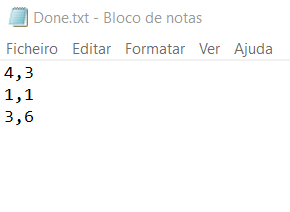 Done.txt - Bloco de notas
Ficheiro Editar Formatar Ver Ajuda
4,3
1,1
3,6